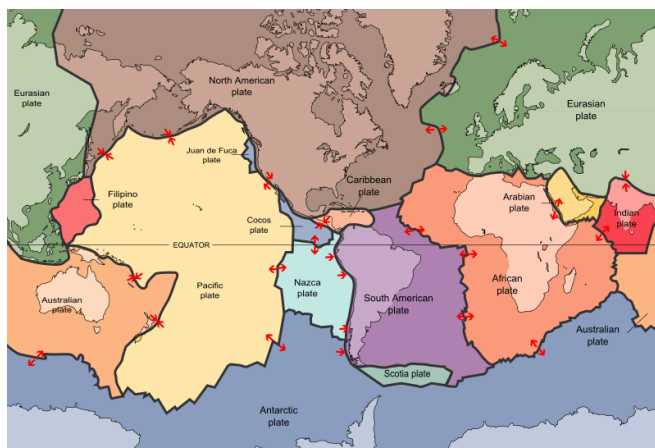 North American
plate
Eurasian
plate
Eurasian
plate
Juan de Fuca
plate
Caribbean
plate
Filipino
plate
Arabian
plate
Indian
plate
Cocos
plate
EQUATOR
Pacific
plate
Nazca
plate
South American
plate
African
plate
Australian
plate
Australian
plate
Scotia plate
Antarctic
plate